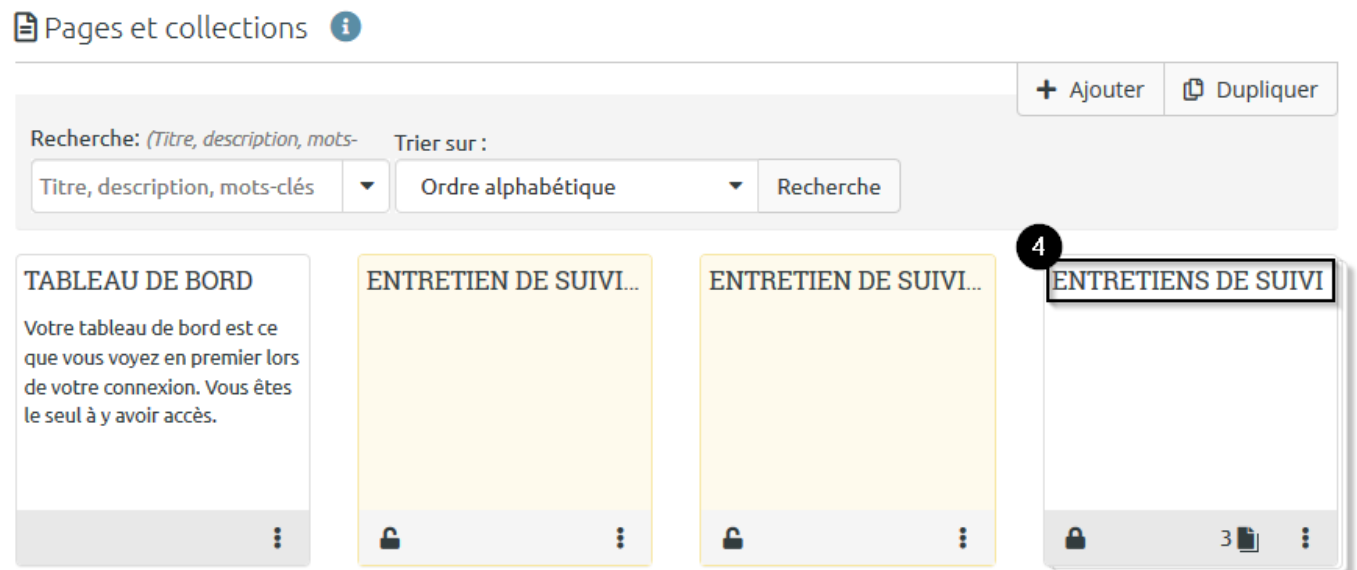 Pages et collections
+ Ajouter
Dupliquer
Recherche: (Titre, description, mots-
Trier sur :
Titre, description, mots-clés
Ordre alphabétique
Recherche
4
TABLEAU DE BORD
Votre tableau de bord est ce
que vous voyez en premier lors
de votre connexion. Vous êtes
le seul à y avoir accès.
ENTRETIEN DE SUIVI...
ENTRETIEN DE SUIVI...
ENTRETIENS DE SUIVI
3